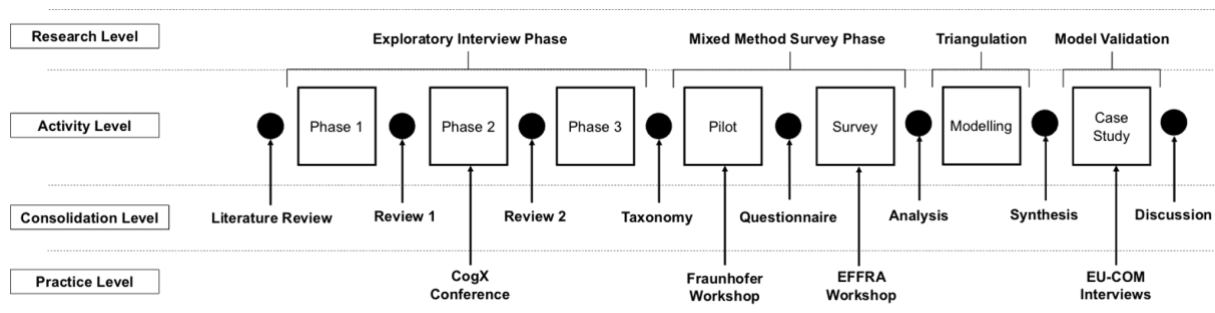 Research Level
Exploratory Interview Phase
Mixed Method Survey Phase
Triangulation
Model Validation
Activity Level
Phase 1
Phase 2
Phase 3
Pilot
Survey
Modelling
Case
Study
Consolidation Level
Literature Review
Review 1
Review 2
Taxonomy
Questionnaire
Analysis
Synthesis
Discussion
Practice Level
CogX
Conference
Fraunhofer
Workshop
EFFRA
Workshop
EU-COM
Interviews